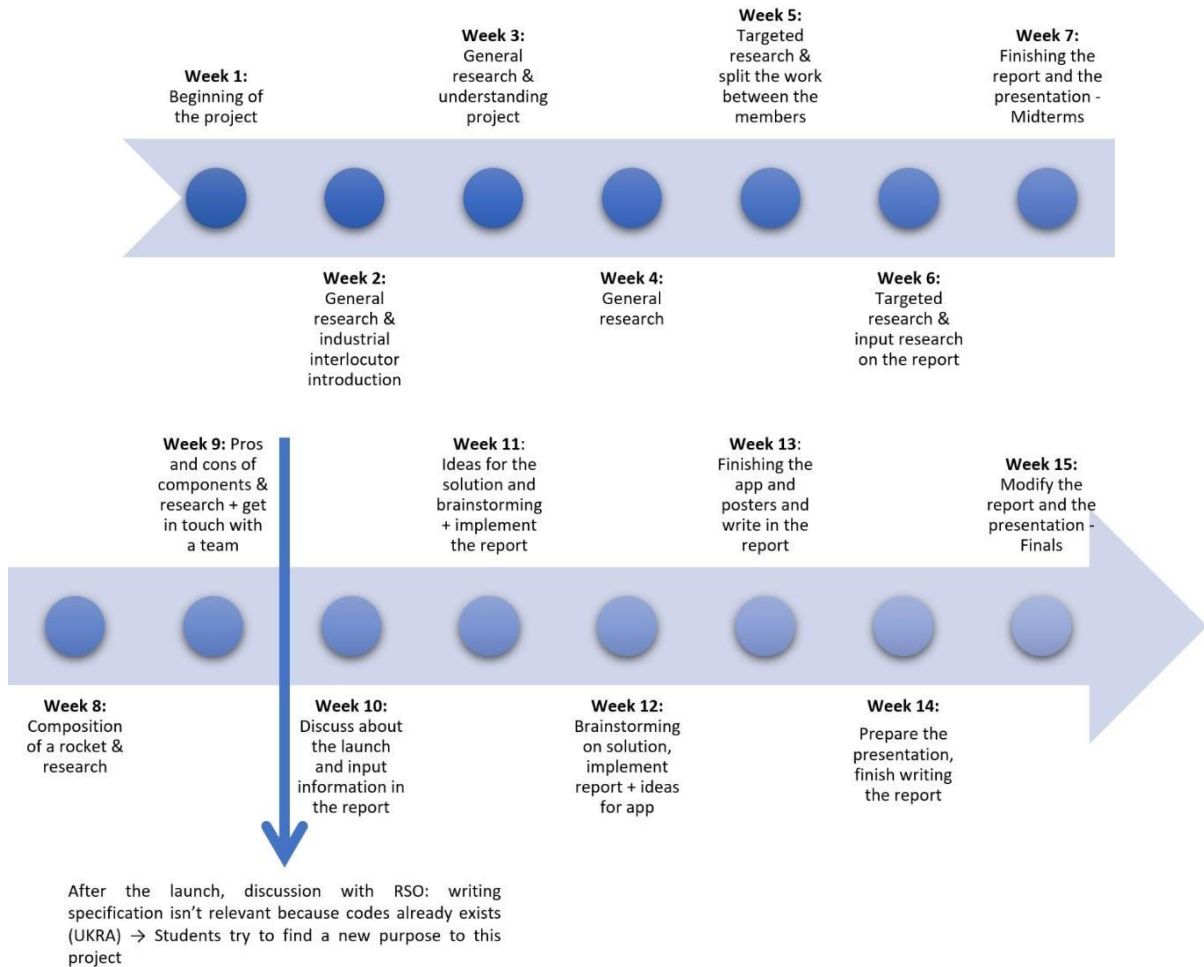 Week 1:
Beginning of
the project
Week 2:
General
research &
industrial
interlocutor
introduction
Week 3:
General
research &
understanding
project
Week 4:
General
research
Week 5:
Targeted
research &
split the work
between the
members
Week 6:
Targeted
research &
input research
on the report
Week 7:
Finishing the
report and the
presentation -
Midterms
Week 8:
Composition
of a rocket &
research
Week 9: Pros
and cons of
components &
research + get
in touch with
a team
Week 10:
Discuss about
the launch
and input
information in
the report
Week 11:
Ideas for the
solution and
brainstorming
+ implement
the report
Week 12:
Brainstorming
on solution,
implement
report + ideas
for app
Week 13:
Finishing the
app and
posters and
write in the
report
Week 14:
Prepare the
presentation,
finish writing
the report
Week 15:
Modify the
report and the
presentation -
Finals
After the launch, discussion with RSO: writing
specification isn't relevant because codes already exists
(UKRA) → Students try to find a new purpose to this
project